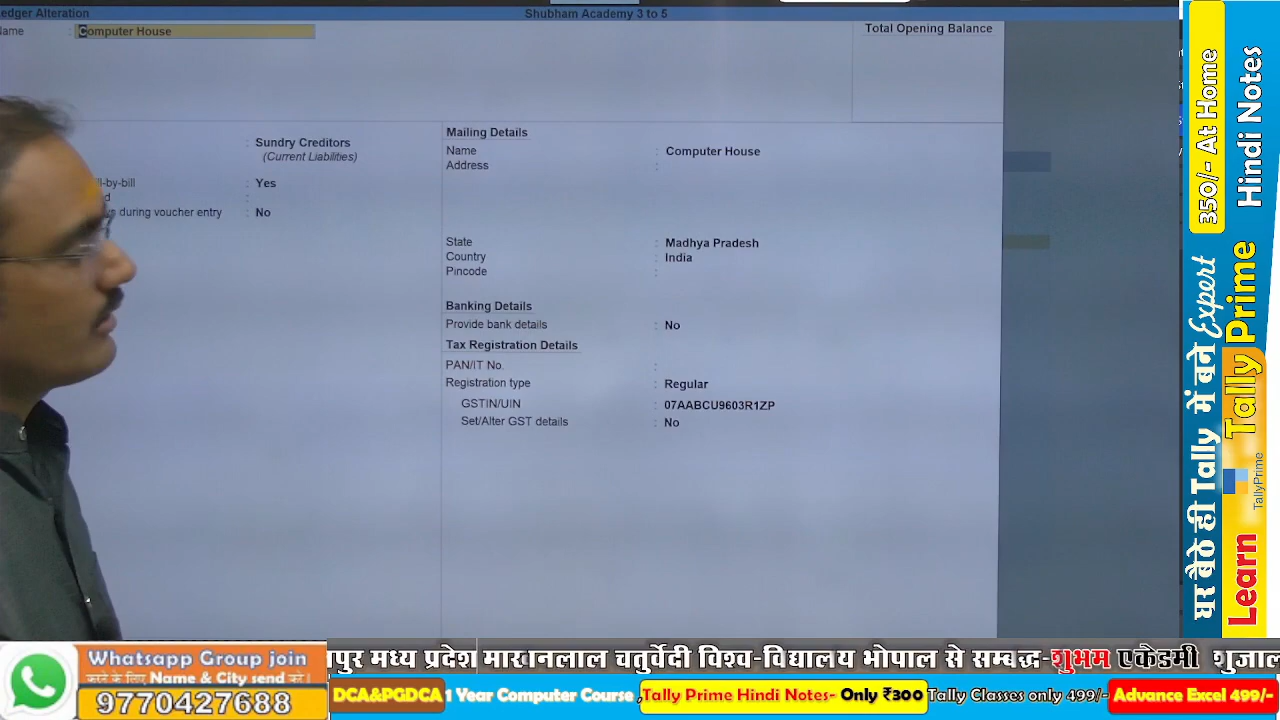 edger Alteration
Shubham Academy 3 to 5
ame : Computer House
Total Opening Balance
: Sundry Creditors
(Current Liabilities)
ll-by-bill : Yes
d :
during voucher entry : No
Mailing Details
Name : Computer House
Address :
State : Madhya Pradesh
Country : India
Pincode :
Banking Details
Provide bank details : No
Tax Registration Details
PAN/IT No. :
Registration type : Regular
GSTIN/UIN : 07AABCU9603R1ZP
Set/Alter GST details : No
घर बैठे ही Tally में बने Expert
350/- At Home
Learn Tally Prime
Hindi Notes
TallyPrime
Whatsapp Group join
करने के लिए Name & City send करें।
9770427688
पुर मध्य प्रदेश माखनलाल चतुर्वेदी विश्व-विद्यालय भोपाल से सम्बद्ध-शुभम एकेडमी शुजाल
DCA&PGDCA 1 Year Computer Course , Tally Prime Hindi Notes- Only ₹300 Tally Classes only 499/- Advance Excel 499/-